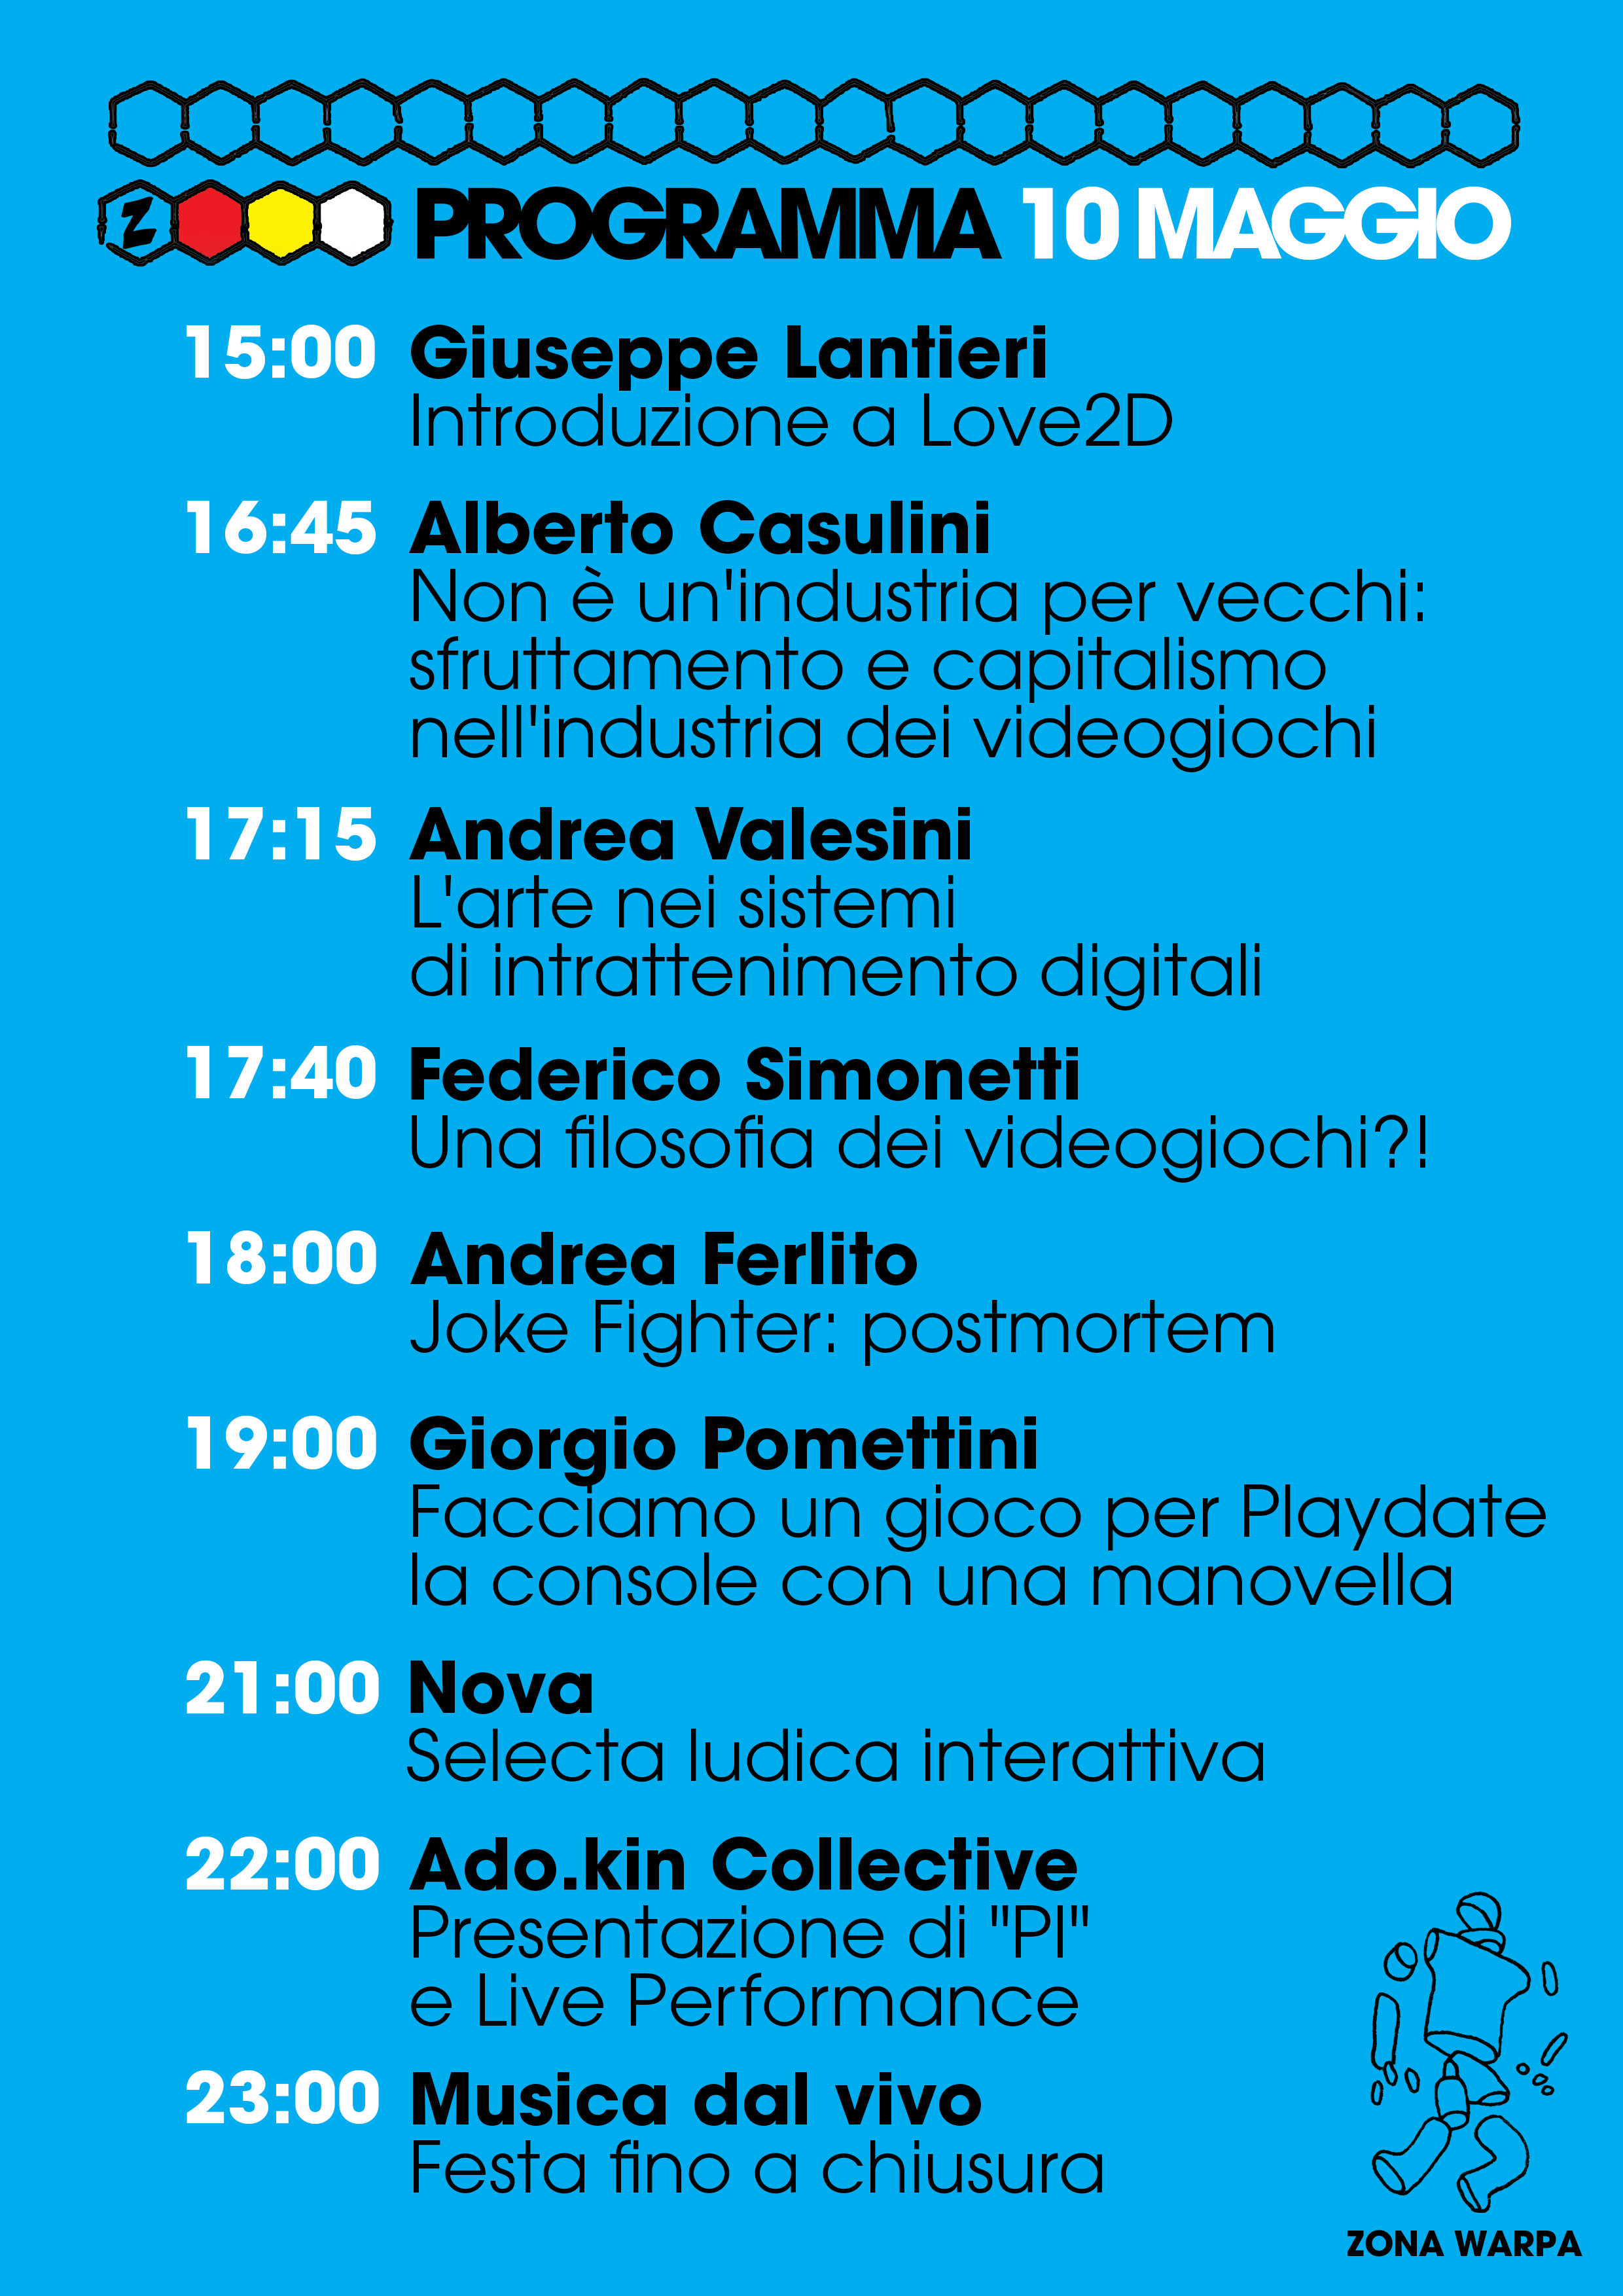 Z PROGRAMMA 10 MAGGIO
15:00 Giuseppe Lantieri
Introduzione a Love2D
16:45 Alberto Casulini
Non è un'industria per vecchi:
sfruttamento e capitalismo
nell'industria dei videogiochi
17:15 Andrea Valesini
L'arte nei sistemi
di intrattenimento digitali
17:40 Federico Simonetti
Una filosofia dei videogiochi?!
18:00 Andrea Ferlito
Joke Fighter: postmortem
19:00 Giorgio Pomettini
Facciamo un gioco per Playdate
la console con una manovella
21:00 Nova
Selecta ludica interattiva
22:00 Ado.kin Collective
Presentazione di "PI"
e Live Performance
23:00 Musica dal vivo
Festa fino a chiusura
ZONA WARPA